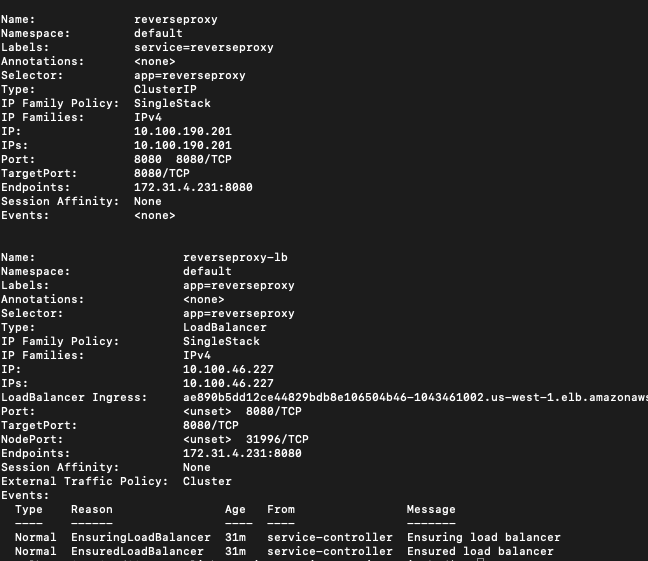 Name: reverseproxy
Namespace: default
Labels: service=reverseproxy
Annotations: <none>
Selector: app=reverseproxy
Type: ClusterIP
IP Family Policy: SingleStack
IP Families: IPv4
IP: 10.100.190.201
IPs: 10.100.190.201
Port: 8080 8080/TCP
TargetPort: 8080/TCP
Endpoints: 172.31.4.231:8080
Session Affinity: None
Events: <none>
Name: reverseproxy-lb
Namespace: default
Labels: app=reverseproxy
Annotations: <none>
Selector: app=reverseproxy
Type: LoadBalancer
IP Family Policy: SingleStack
IP Families: IPv4
IP: 10.100.46.227
IPs: 10.100.46.227
LoadBalancer Ingress: ae890b5dd12ce44829bdb8e106504b46-1043461002.us-west-1.elb.amazonaws
Port: <unset> 8080/TCP
TargetPort: 8080/TCP
NodePort: <unset> 31996/TCP
Endpoints: 172.31.4.231:8080
Session Affinity: None
External Traffic Policy: Cluster
Events:
Type Reason Age From Message
---- ------ ---- ---- -------
Normal EnsuringLoadBalancer 31m service-controller Ensuring load balancer
Normal EnsuredLoadBalancer 31m service-controller Ensured load balancer